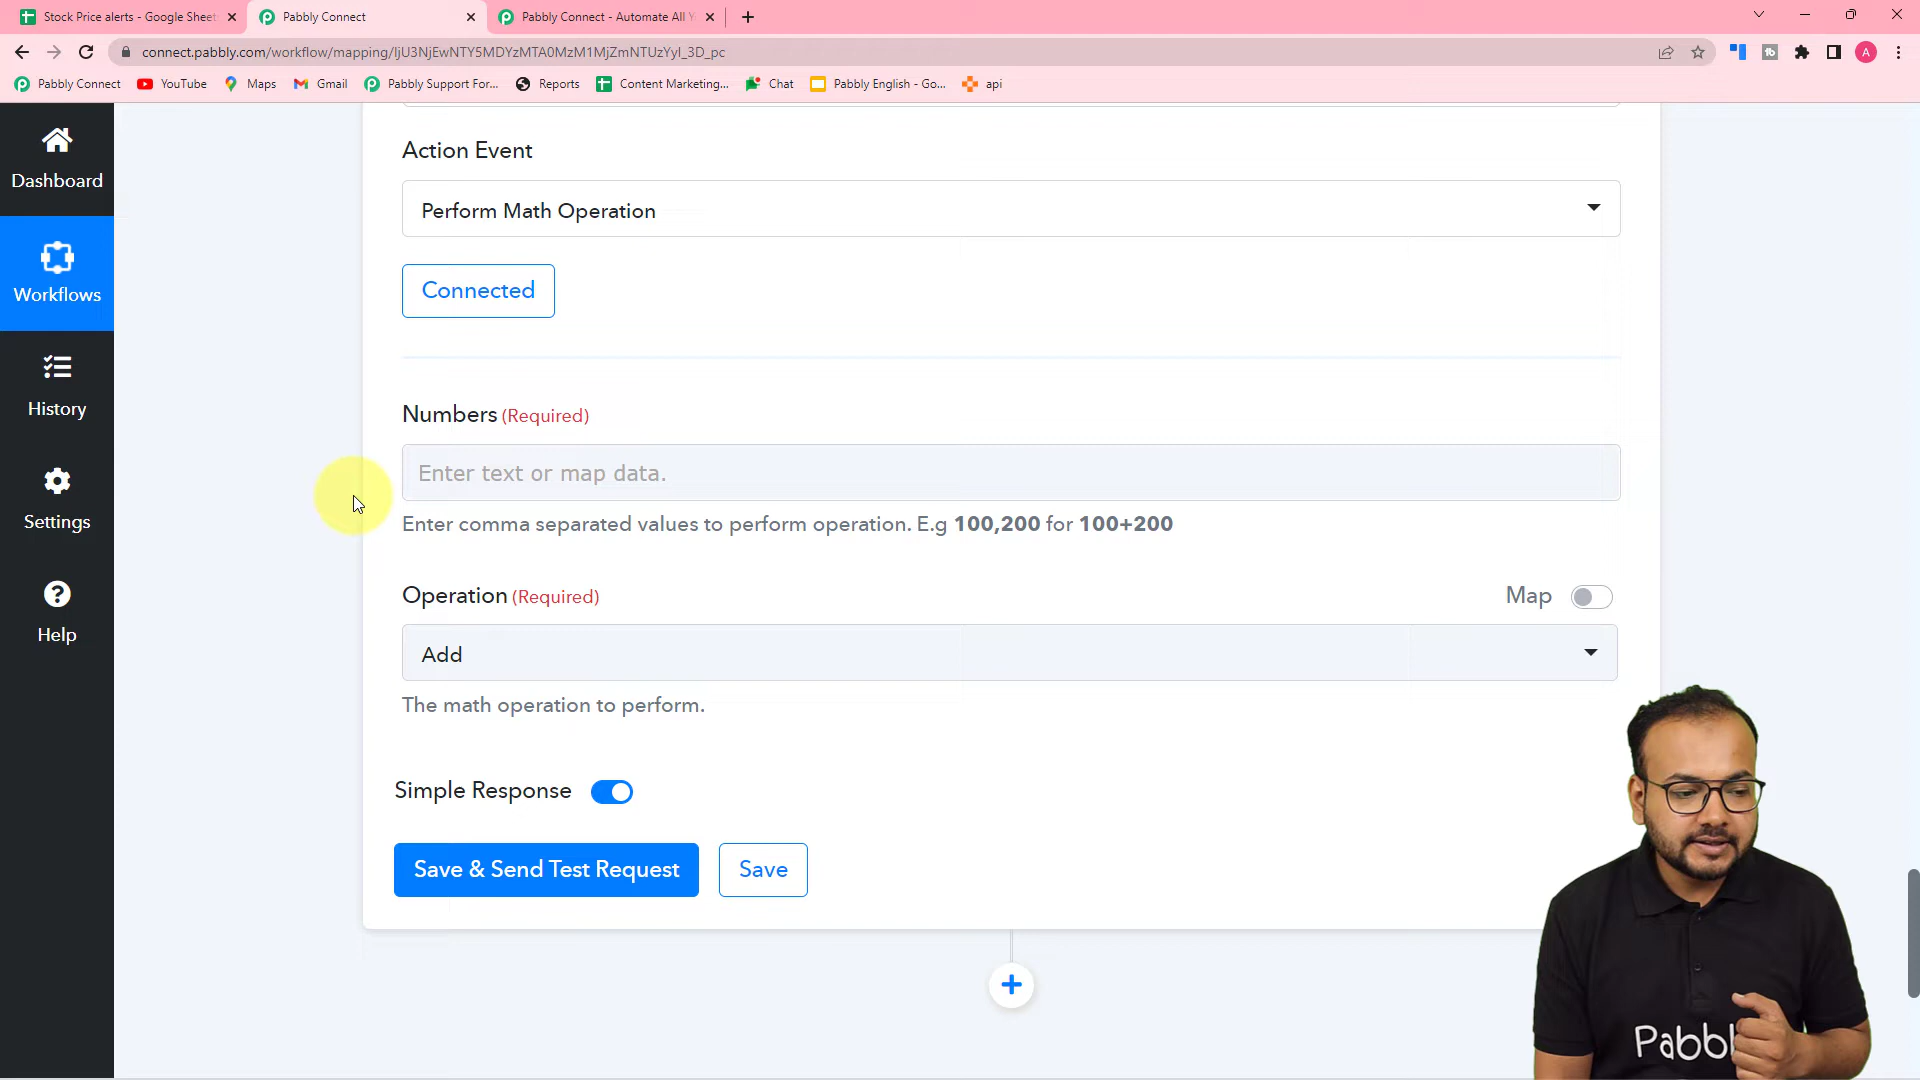 Stock Price alerts - Google Sheet
Pabbly Connect
Pabbly Connect - Automate All Y
connect.pabbly.com/workflow/mapping/IjU3NjEwNTY5MDYzMTA0MzM1MjZmNTUzYyI_3D_pc
A
Pabbly Connect
YouTube
Maps
Gmail
Pabbly Support For...
Reports
Content Marketing...
Chat
Pabbly English - Go...
api
Dashboard
Workflows
History
Settings
Help
Action Event
Perform Math Operation
Connected
Numbers (Required)
Enter text or map data.
Enter comma separated values to perform operation. E.g 100,200 for 100+200
Operation (Required)
Map
Add
The math operation to perform.
Simple Response
Save & Send Test Request
Save